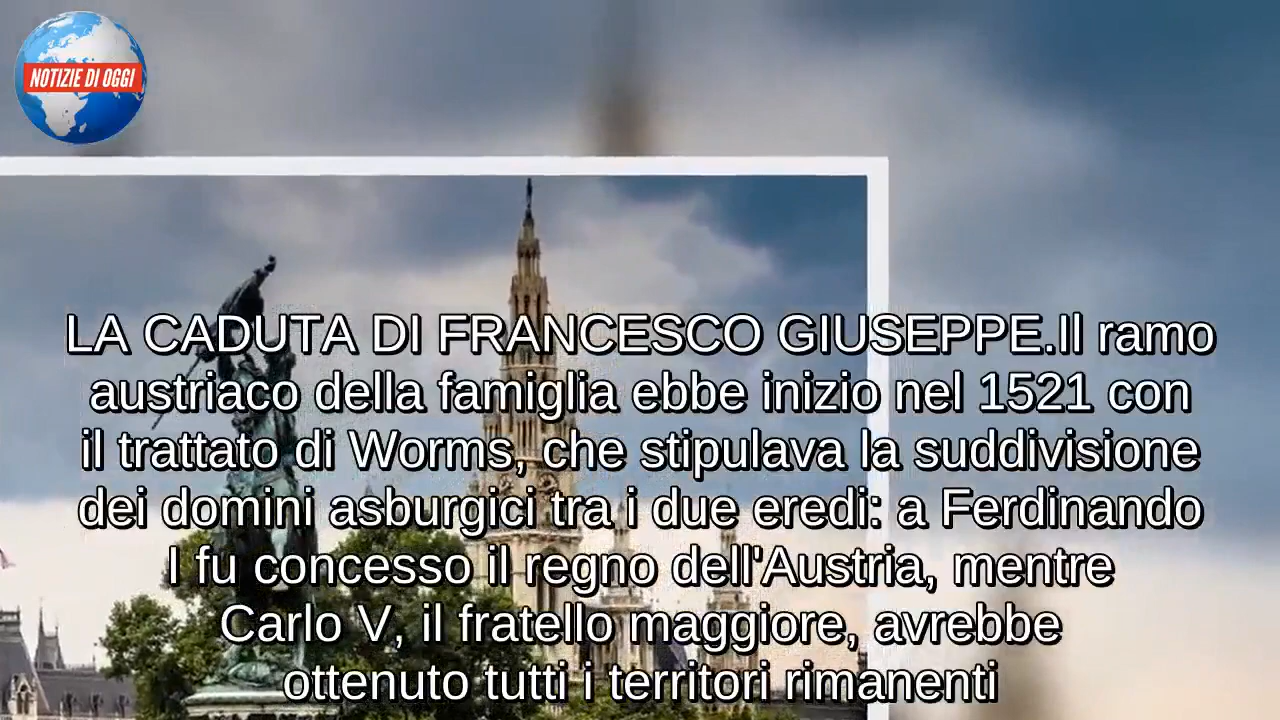 NOTIZIE DI OGGI
LA CADUTA DI FRANCESCO GIUSEPPE.Il ramo
austriaco della famiglia ebbe inizio nel 1521 con
il trattato di Worms, che stipulava la suddivisione
dei domini asburgici tra i due eredi: a Ferdinando
I fu concesso il regno dell'Austria, mentre
Carlo V, il fratello maggiore, avrebbe
ottenuto tutti i territori rimanenti